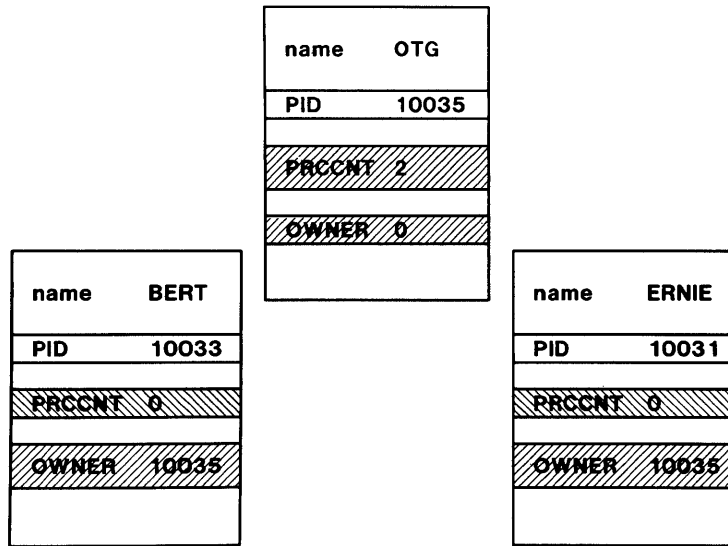 name OTG
PID 10035
PRCCNT 2
OWNER 0
name BERT
PID 10033
PRCCNT 0
OWNER 10035
name ERNIE
PID 10031
PRCCNT 0
OWNER 10035